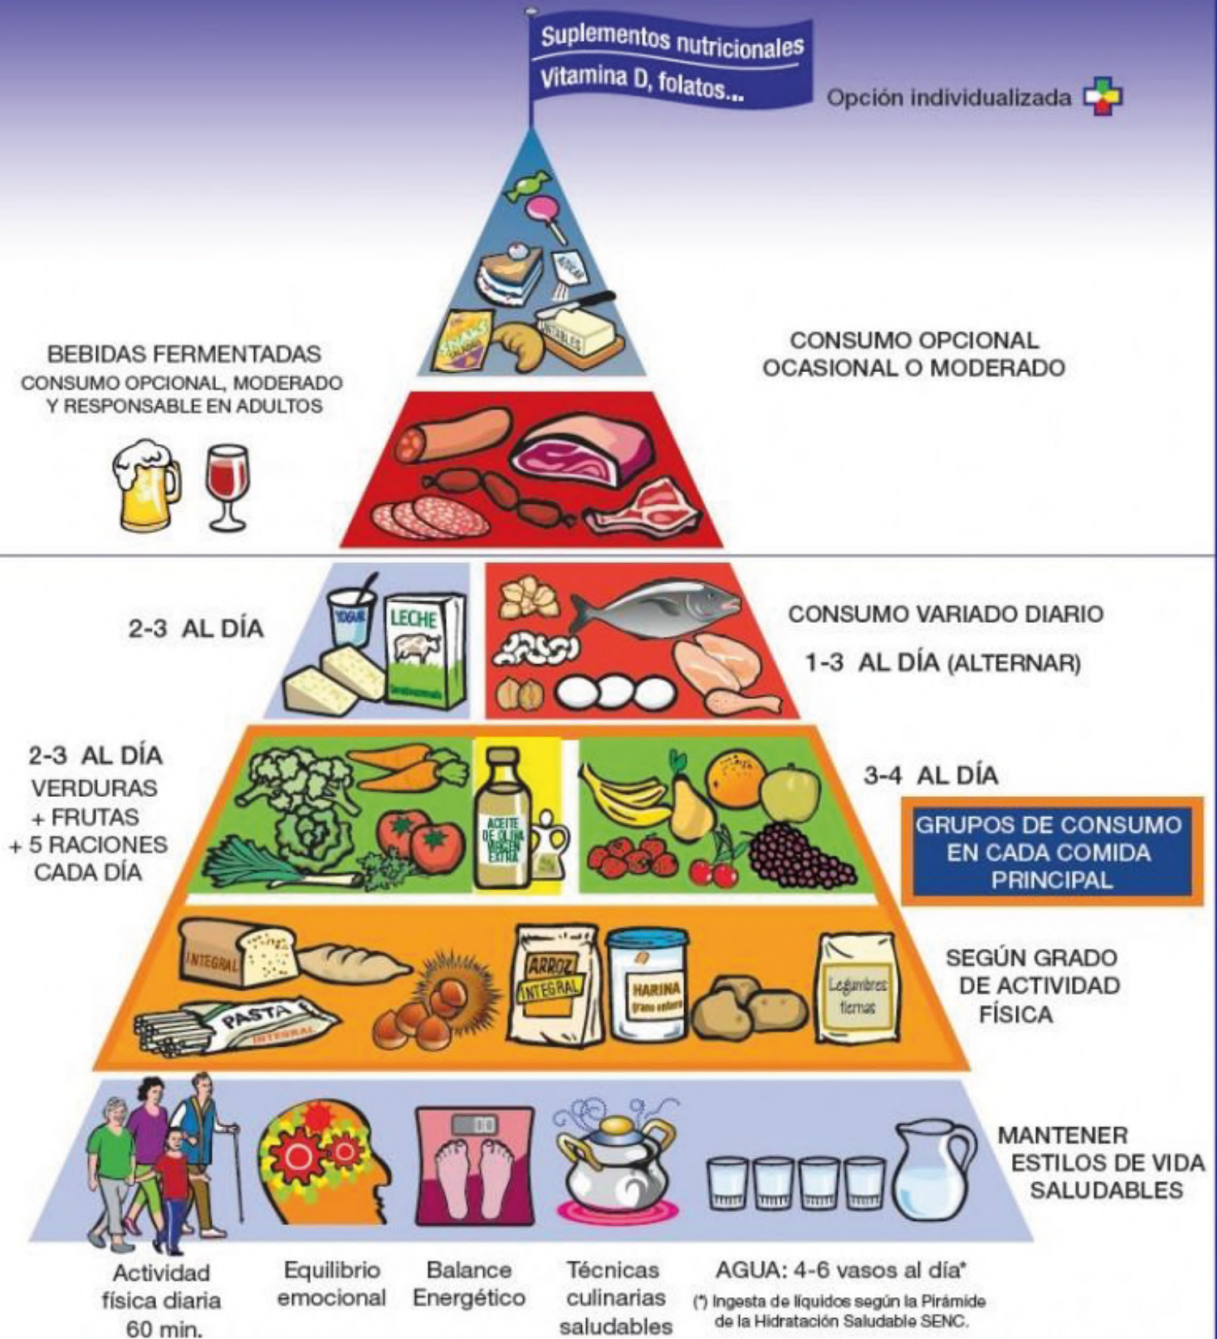 Suplementos nutricionales
Vitamina D, folatos...
Opción individualizada
AZÚCAR
SNAKS
SALADOS
UNTABLES
BEBIDAS FERMENTADAS
CONSUMO OPCIONAL, MODERADO
Y RESPONSABLE EN ADULTOS
CONSUMO OPCIONAL
OCASIONAL O MODERADO
2-3 AL DÍA
YOGUR
LECHE
Semidesnatada
CONSUMO VARIADO DIARIO
1-3 AL DÍA (ALTERNAR)
2-3 AL DÍA
VERDURAS
+ FRUTAS
+ 5 RACIONES
CADA DÍA
ACEITE
DE OLIVA
VIRGEN
EXTRA
3-4 AL DÍA
GRUPOS DE CONSUMO
EN CADA COMIDA
PRINCIPAL
INTEGRAL
PASTA
INTEGRAL
ARROZ
INTEGRAL
HARINA
grano entero
Legumbres
tiernas
SEGÚN GRADO
DE ACTIVIDAD
FÍSICA
00
MANTENER
ESTILOS DE VIDA
SALUDABLES
Actividad
física diaria
60 min.
Equilibrio
emocional
Balance
Energético
Técnicas
culinarias
saludables
AGUA: 4-6 vasos al día*
(*) Ingesta de líquidos según la Pirámide
de la Hidratación Saludable SENC.